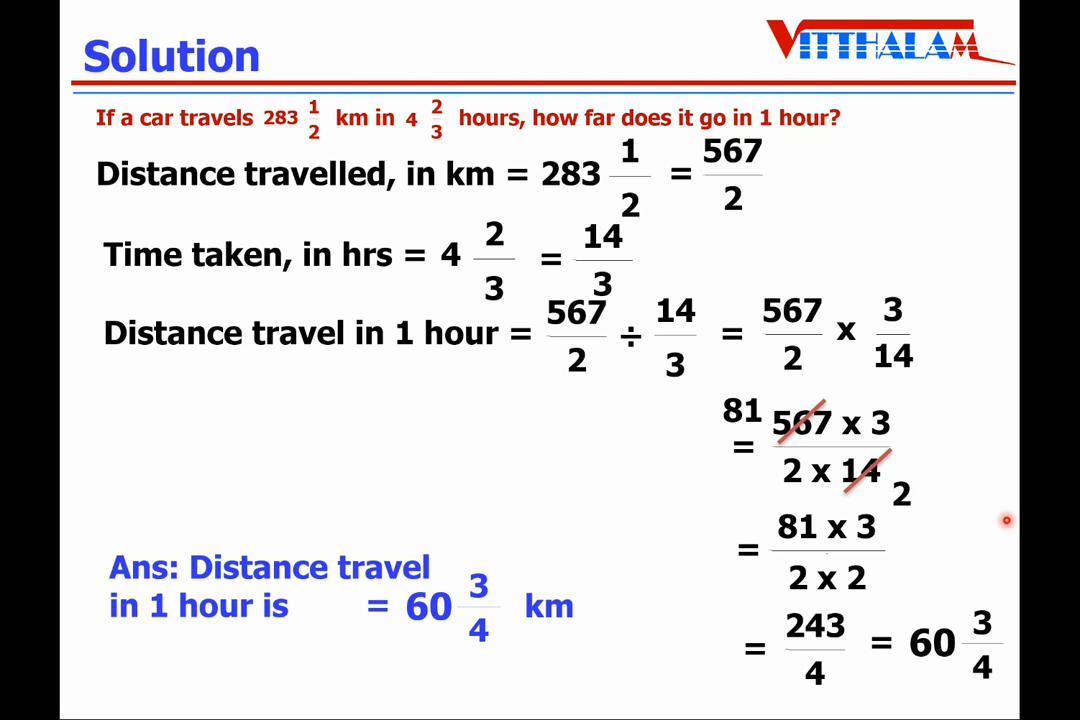 Solution
VITTHALAM
If a car travels 283 1/2 km in 4 2/3 hours, how far does it go in 1 hour?
Distance travelled, in km = 283 1/2 = 567/2
Time taken, in hrs = 4 2/3 = 14/3
Distance travel in 1 hour = 567/2 ÷ 14/3 = 567/2 x 3/14
81
= 567 x 3 / 2 x 14
2
= 81 x 3 / 2 x 2
= 243/4 = 60 3/4
Ans: Distance travel
in 1 hour is = 60 3/4 km